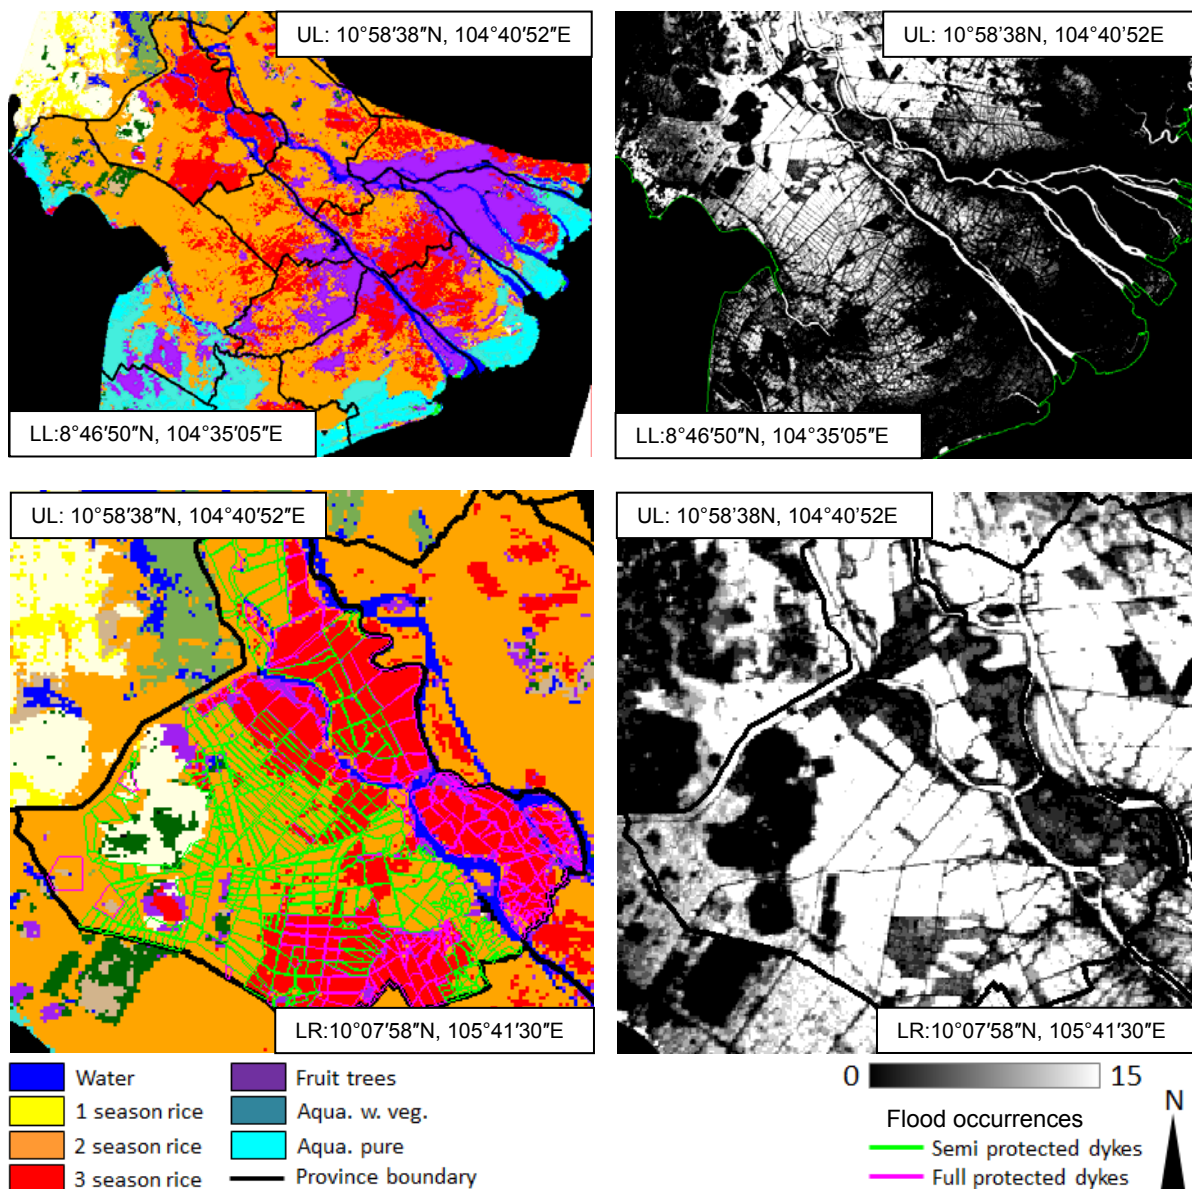 UL: 10°58′38″N, 104°40′52″E
UL: 10°58’38N, 104°40’52E
LL:8°46′50″N, 104°35′05″E
LL:8°46′50″N, 104°35′05″E
UL: 10°58′38″N, 104°40′52″E
UL: 10°58’38N, 104°40’52E
LR:10°07′58″N, 105°41′30″E
LR:10°07′58″N, 105°41′30″E
Water
1 season rice
2 season rice
3 season rice
Fruit trees
Aqua. w. veg.
Aqua. pure
Province boundary
0 15
Flood occurrences
Semi protected dykes
Full protected dykes
N